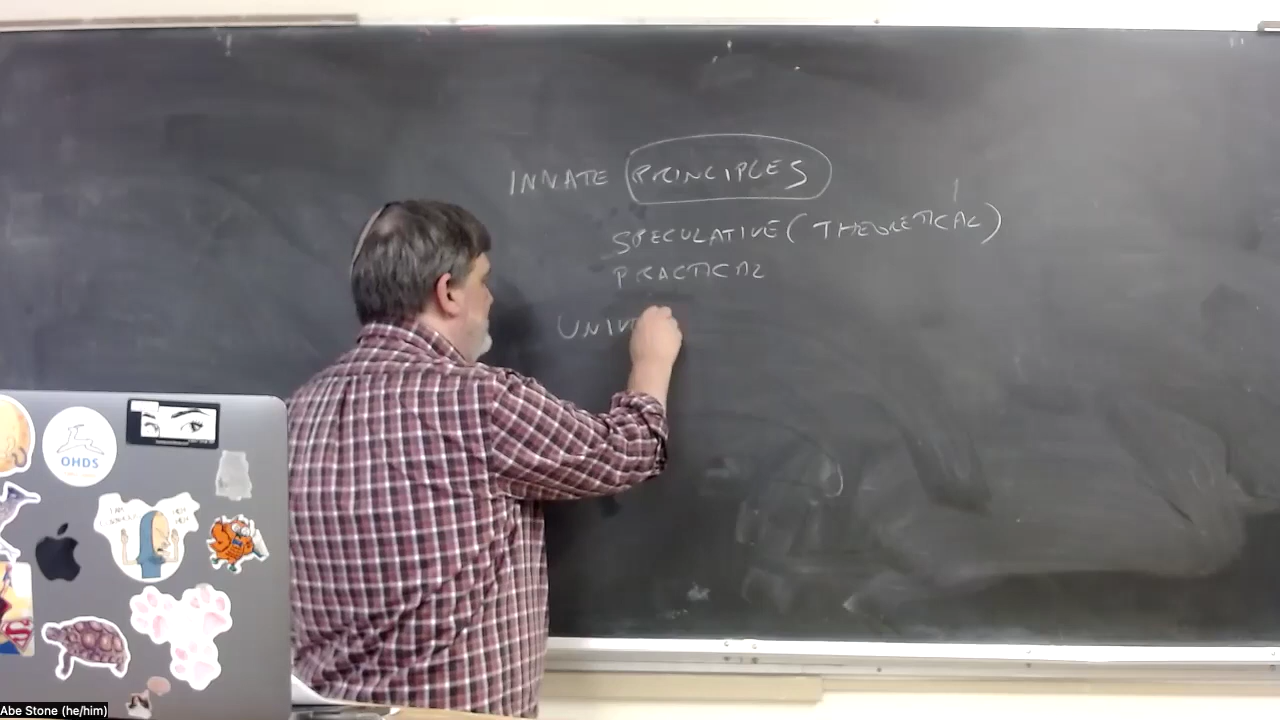 INNATE PRINCIPLES
SPECULATIVE (THEORETICAL)
PRACTICAL
UNIV
OHDS
Abe Stone (he/him)